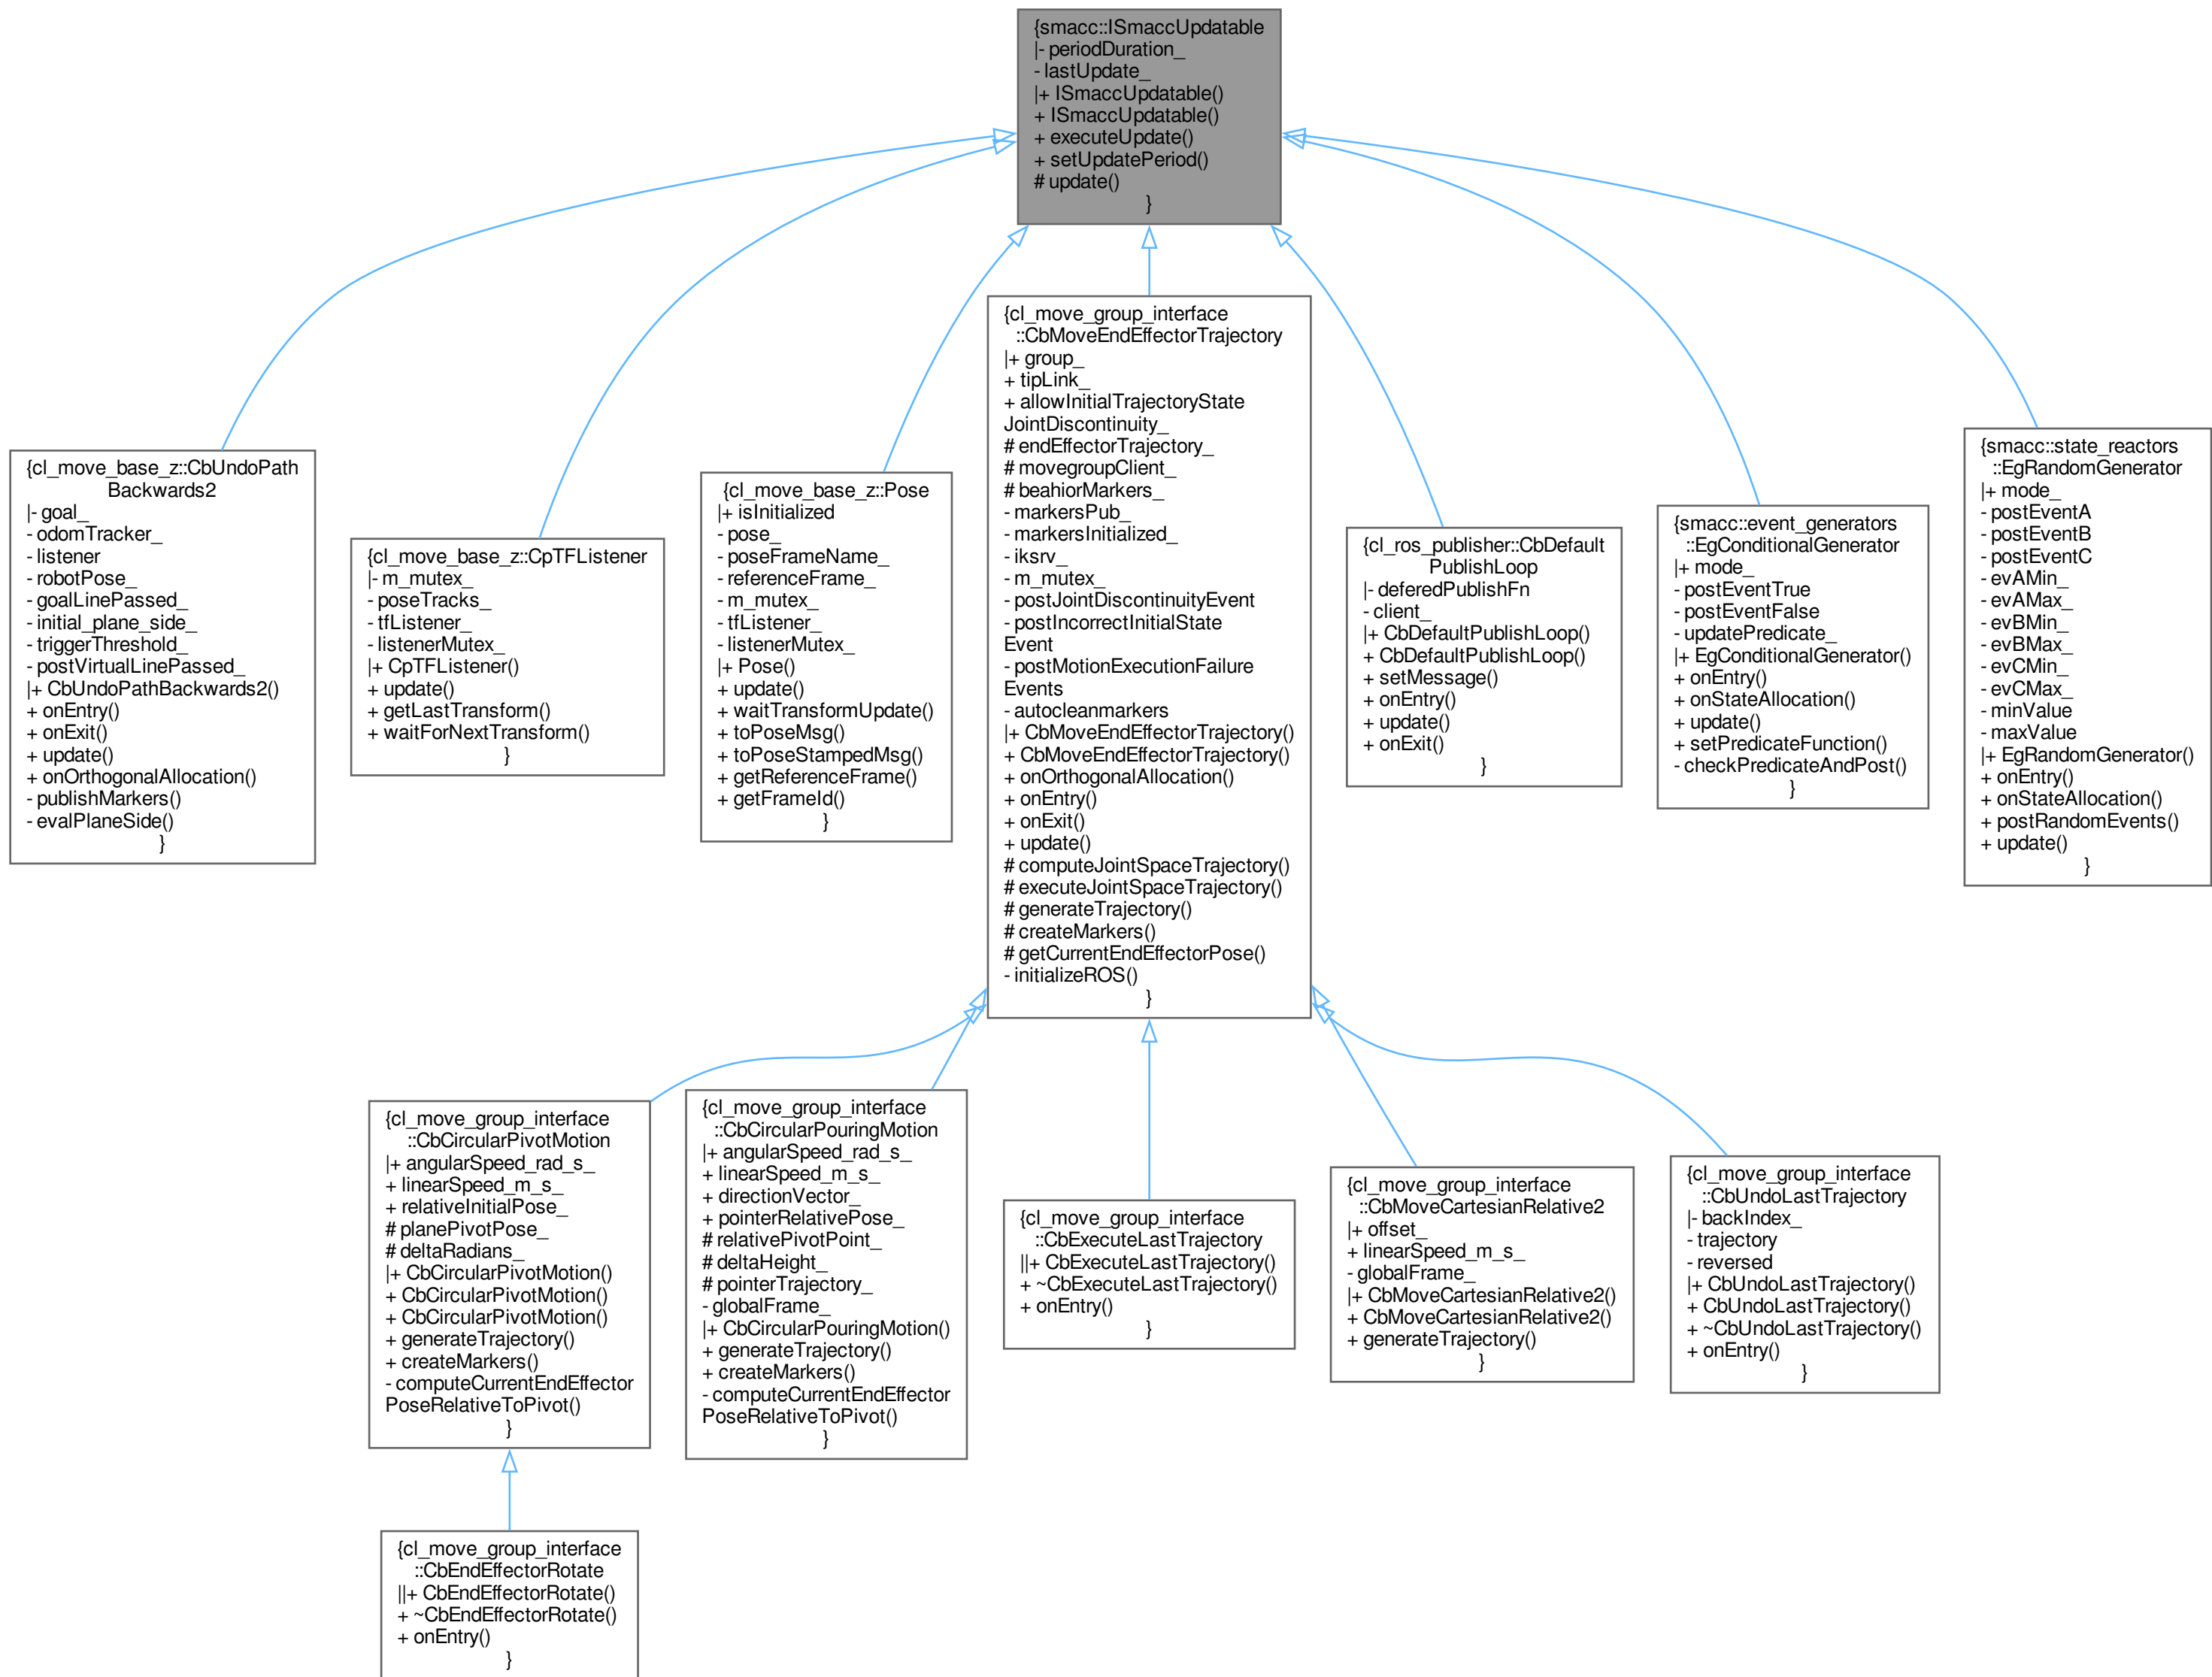 {smacc::ISmaccUpdatable
|- periodDuration_
- lastUpdate_
|+ ISmaccUpdatable()
+ ISmaccUpdatable()
+ executeUpdate()
+ setUpdatePeriod()
# update()
}
{cl_move_base_z::CbUndoPath
Backwards2
|- goal_
- odomTracker_
- listener
- robotPose_
- goalLinePassed_
- initial_plane_side_
- triggerThreshold_
- postVirtualLinePassed_
|+ CbUndoPathBackwards2()
+ onEntry()
+ onExit()
+ update()
+ onOrthogonalAllocation()
- publishMarkers()
- evalPlaneSide()
}
{cl_move_base_z::CpTFListener
|- m_mutex_
- poseTracks_
- tfListener_
- listenerMutex_
|+ CpTFListener()
+ update()
+ getLastTransform()
+ waitForNextTransform()
}
{cl_move_base_z::Pose
|+ isInitialized
- pose_
- poseFrameName_
- referenceFrame_
- m_mutex_
- tfListener_
- listenerMutex_
|+ Pose()
+ update()
+ waitTransformUpdate()
+ toPoseMsg()
+ toPoseStampedMsg()
+ getReferenceFrame()
+ getFrameId()
}
{cl_move_group_interface
::CbMoveEndEffectorTrajectory
|+ group_
+ tipLink_
+ allowInitialTrajectoryState
JointDiscontinuity_
# endEffectorTrajectory_
# movegroupClient_
# beahiorMarkers_
- markersPub_
- markersInitialized_
- iksrv_
- m_mutex_
- postJointDiscontinuityEvent
- postIncorrectInitialState
Event
- postMotionExecutionFailure
Events
- autocleanmarkers
|+ CbMoveEndEffectorTrajectory()
+ CbMoveEndEffectorTrajectory()
+ onOrthogonalAllocation()
+ onEntry()
+ onExit()
+ update()
# computeJointSpaceTrajectory()
# executeJointSpaceTrajectory()
# generateTrajectory()
# createMarkers()
# getCurrentEndEffectorPose()
- initializeROS()
}
{cl_ros_publisher::CbDefault
PublishLoop
|- deferedPublishFn
- client_
|+ CbDefaultPublishLoop()
+ CbDefaultPublishLoop()
+ setMessage()
+ onEntry()
+ update()
+ onExit()
}
{smacc::event_generators
::EgConditionalGenerator
|+ mode_
- postEventTrue
- postEventFalse
- updatePredicate_
|+ EgConditionalGenerator()
+ onEntry()
+ onStateAllocation()
+ update()
+ setPredicateFunction()
- checkPredicateAndPost()
}
{smacc::state_reactors
::EgRandomGenerator
|+ mode_
- postEventA
- postEventB
- postEventC
- evAMin_
- evAMax_
- evBMin_
- evBMax_
- evCMin_
- evCMax_
- minValue
- maxValue
|+ EgRandomGenerator()
+ onEntry()
+ onStateAllocation()
+ postRandomEvents()
+ update()
}
{cl_move_group_interface
::CbCircularPivotMotion
|+ angularSpeed_rad_s_
+ linearSpeed_m_s_
+ relativeInitialPose_
# planePivotPose_
# deltaRadians_
|+ CbCircularPivotMotion()
+ CbCircularPivotMotion()
+ CbCircularPivotMotion()
+ generateTrajectory()
+ createMarkers()
- computeCurrentEndEffector
PoseRelativeToPivot()
}
{cl_move_group_interface
::CbCircularPouringMotion
|+ angularSpeed_rad_s_
+ linearSpeed_m_s_
+ directionVector_
+ pointerRelativePose_
# relativePivotPoint_
# deltaHeight_
# pointerTrajectory_
- globalFrame_
|+ CbCircularPouringMotion()
+ generateTrajectory()
+ createMarkers()
- computeCurrentEndEffector
PoseRelativeToPivot()
}
{cl_move_group_interface
::CbExecuteLastTrajectory
||+ CbExecuteLastTrajectory()
+ ~CbExecuteLastTrajectory()
+ onEntry()
}
{cl_move_group_interface
::CbMoveCartesianRelative2
|+ offset_
+ linearSpeed_m_s_
- globalFrame_
|+ CbMoveCartesianRelative2()
+ CbMoveCartesianRelative2()
+ generateTrajectory()
}
{cl_move_group_interface
::CbUndoLastTrajectory
|- backIndex_
- trajectory
- reversed
|+ CbUndoLastTrajectory()
+ CbUndoLastTrajectory()
+ ~CbUndoLastTrajectory()
+ onEntry()
}
{cl_move_group_interface
::CbEndEffectorRotate
||+ CbEndEffectorRotate()
+ ~CbEndEffectorRotate()
+ onEntry()
}